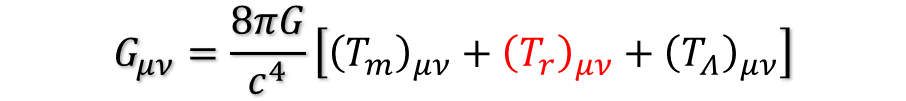 G_μν = 8πG/c⁴ [(T_m)_μν + (T_r)_μν + (T_Λ)_μν]